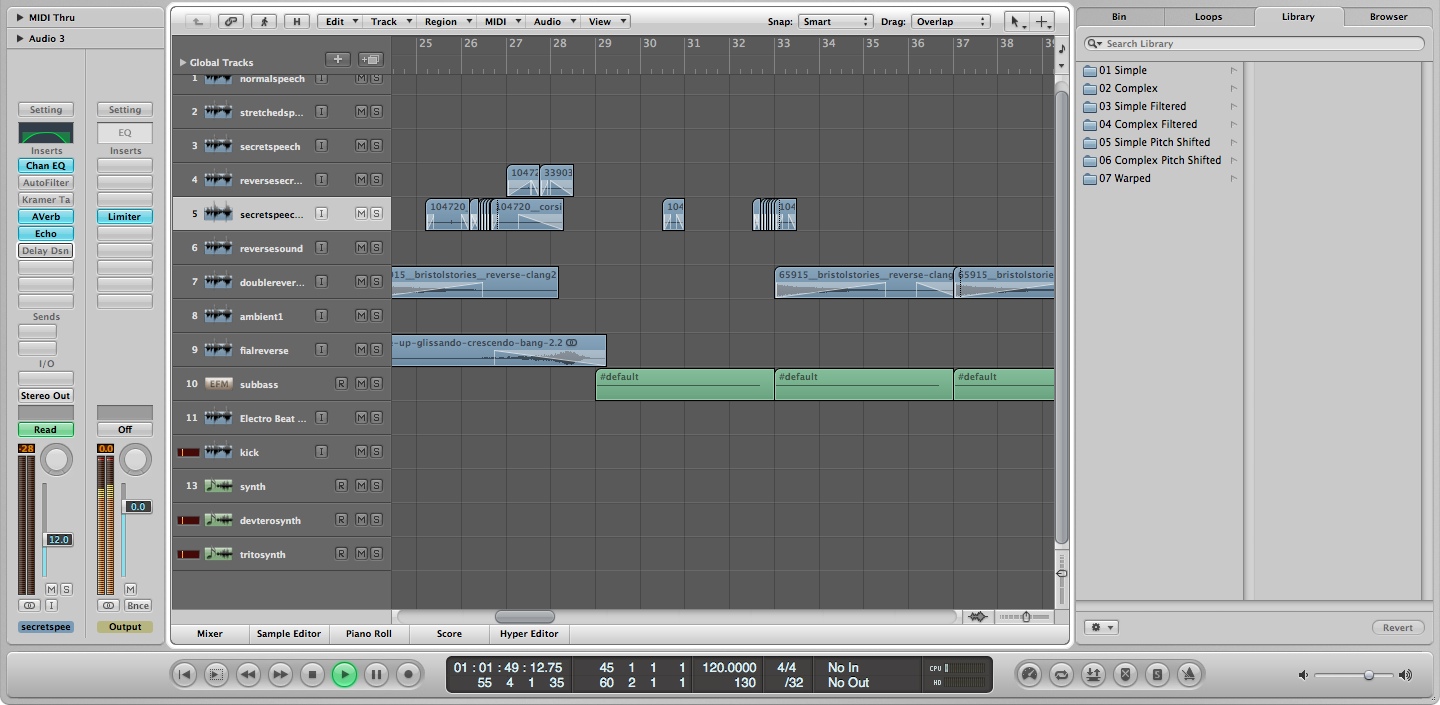 MIDI Thru
Audio 3
Setting Setting
EQ
Inserts Inserts
Chan EQ
AutoFilter
Kramer Ta
AVerb Limiter
Echo
Delay Dsn
Sends
I/O
Stereo Out
Read Off
-28 0.0
0.0
12.0
M S M
I Bnce
secretspee Output
H Edit Track Region MIDI Audio View Snap: Smart Drag: Overlap
25 26 27 28 29 30 31 32 33 34 35 36 37 38 39
Global Tracks
1 normalspeech I M S
2 stretchedsp... I M S
3 secretspeech I M S
4 reversesecr... I M S 10472 33903
5 secretspeec... I M S 104720_ 104720__corsi 104 104
6 reversesound I M S
7 doublerever... I M S 915__bristolstories__reverse-clang2 65915__bristolstories__reverse-clang 65915__bristolstorie
8 ambient1 I M S
9 fialreverse I M S -up-glissando-crescendo-bang-2.2
10 EFM subbass R M S #default #default #default
11 Electro Beat ... I M S
kick I M S
13 synth R M S
devterosynth R M S
tritosynth R M S
Mixer Sample Editor Piano Roll Score Hyper Editor
Bin Loops Library Browser
Search Library
01 Simple
02 Complex
03 Simple Filtered
04 Complex Filtered
05 Simple Pitch Shifted
06 Complex Pitch Shifted
07 Warped
Revert
01 : 01 : 49 : 12.75 45 1 1 1 120.0000 4/4 No In CPU
55 4 1 35 60 2 1 1 130 /32 No Out HD
S